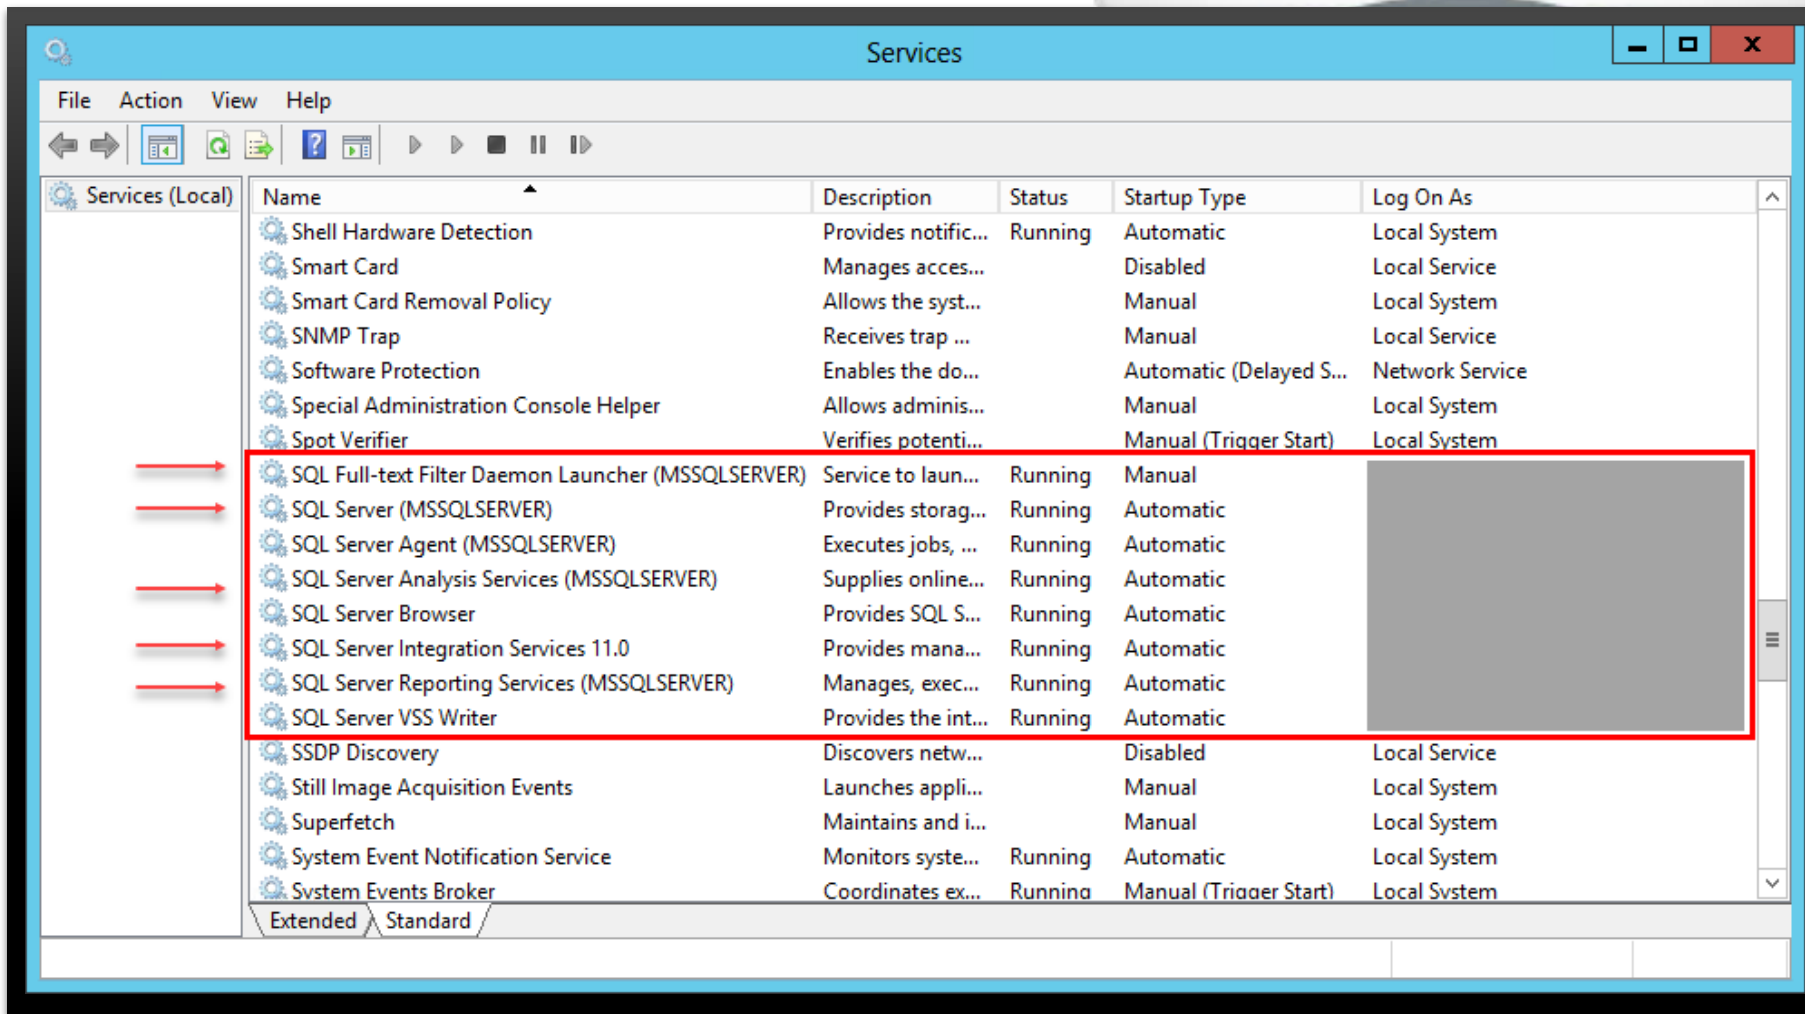 Services
File Action View Help
Services (Local)
Name Description Status Startup Type Log On As
Shell Hardware Detection Provides notific... Running Automatic Local System
Smart Card Manages acces... Disabled Local Service
Smart Card Removal Policy Allows the syst... Manual Local System
SNMP Trap Receives trap ... Manual Local Service
Software Protection Enables the do... Automatic (Delayed S... Network Service
Special Administration Console Helper Allows adminis... Manual Local System
Spot Verifier Verifies potenti... Manual (Trigger Start) Local System
SQL Full-text Filter Daemon Launcher (MSSQLSERVER) Service to laun... Running Manual
SQL Server (MSSQLSERVER) Provides storag... Running Automatic
SQL Server Agent (MSSQLSERVER) Executes jobs, ... Running Automatic
SQL Server Analysis Services (MSSQLSERVER) Supplies online... Running Automatic
SQL Server Browser Provides SQL S... Running Automatic
SQL Server Integration Services 11.0 Provides mana... Running Automatic
SQL Server Reporting Services (MSSQLSERVER) Manages, exec... Running Automatic
SQL Server VSS Writer Provides the int... Running Automatic
SSDP Discovery Discovers netw... Disabled Local Service
Still Image Acquisition Events Launches appli... Manual Local System
Superfetch Maintains and i... Manual Local System
System Event Notification Service Monitors syste... Running Automatic Local System
System Events Broker Coordinates ex... Running Manual (Trigger Start) Local System
Extended Standard